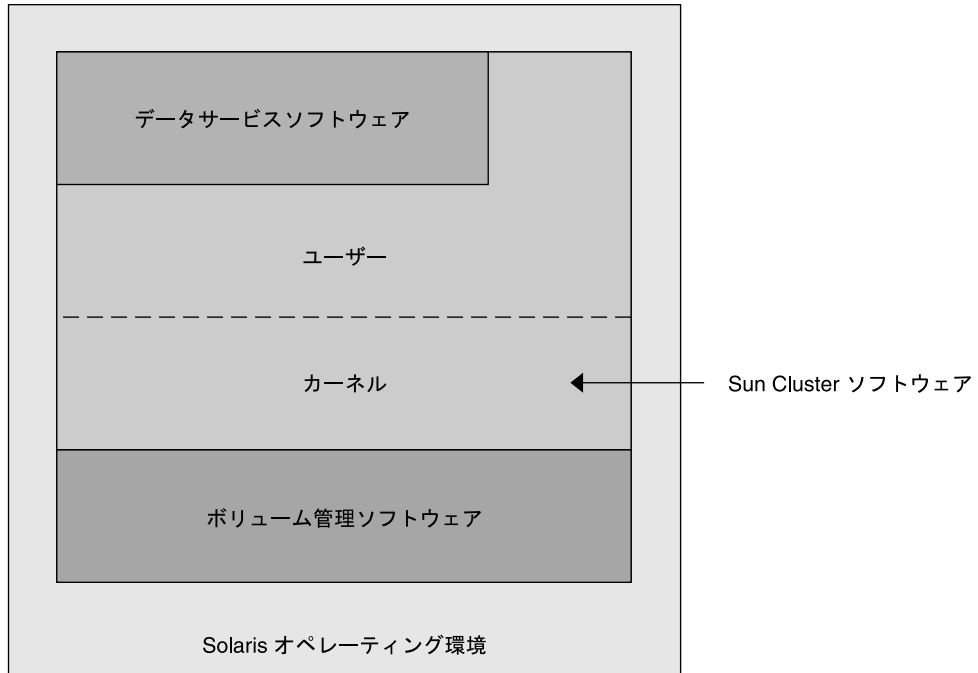 データサービスソフトウェア
ユーザー
カーネル
Sun Cluster ソフトウェア
ボリューム管理ソフトウェア
Solaris オペレーティング環境